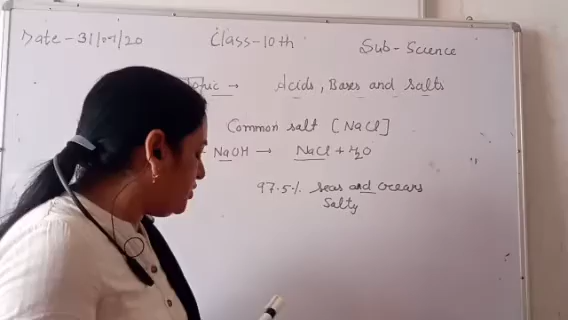 Date - 31/07/20 Class-10th Sub - Science
Topic → Acids, Bases and Salts
Common salt [NaCl]
NaOH → NaCl + H₂O
97.5% Seas and oceans
Salty